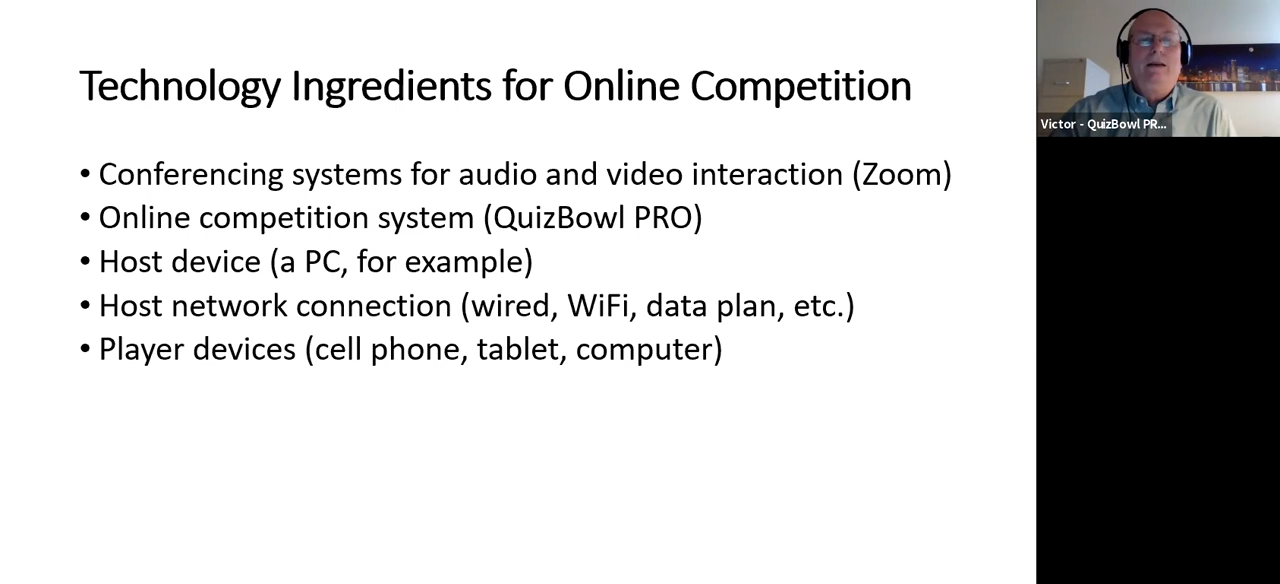 Technology Ingredients for Online Competition
• Conferencing systems for audio and video interaction (Zoom)
• Online competition system (QuizBowl PRO)
• Host device (a PC, for example)
• Host network connection (wired, WiFi, data plan, etc.)
• Player devices (cell phone, tablet, computer)
Victor - QuizBowl PR...